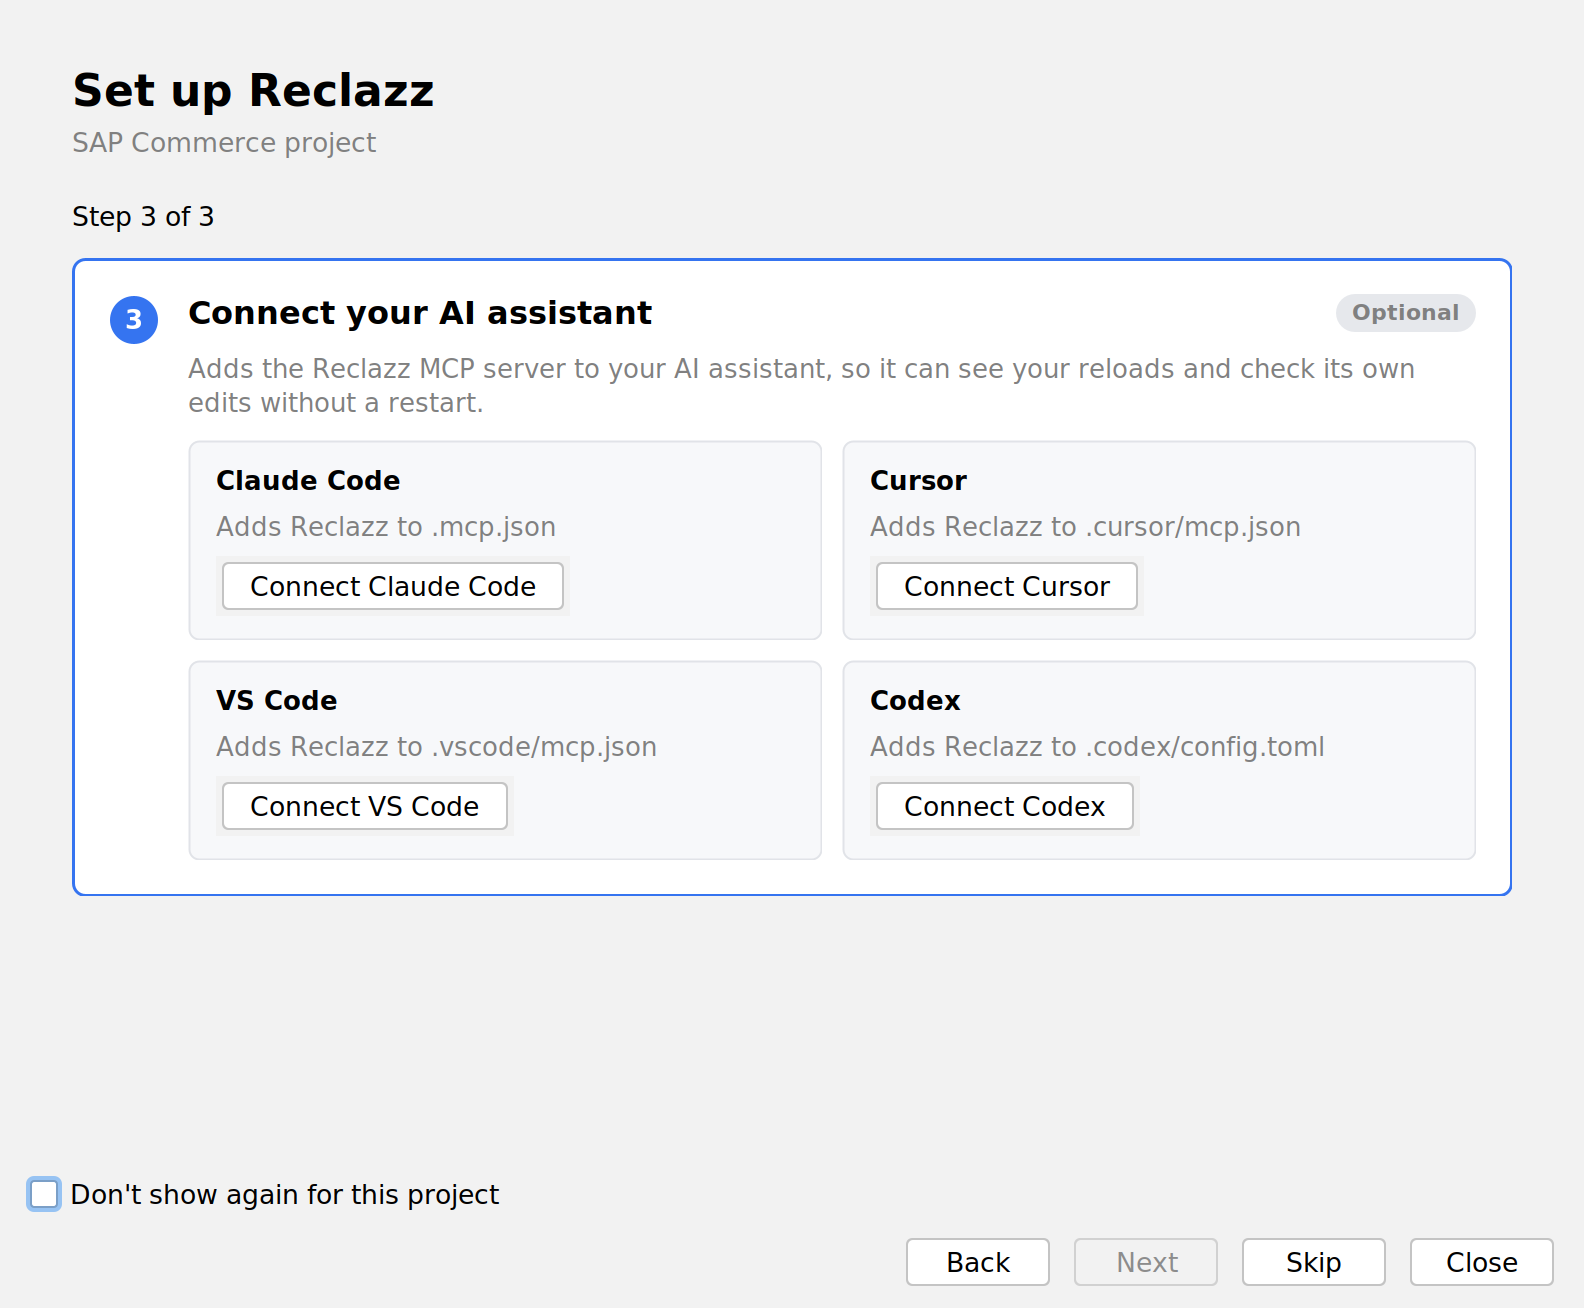 Set up Reclazz
SAP Commerce project
Step 3 of 3
3
Connect your AI assistant
Optional
Adds the Reclazz MCP server to your AI assistant, so it can see your reloads and check its own
edits without a restart.
Claude Code
Adds Reclazz to .mcp.json
Connect Claude Code
Cursor
Adds Reclazz to .cursor/mcp.json
Connect Cursor
VS Code
Adds Reclazz to .vscode/mcp.json
Connect VS Code
Codex
Adds Reclazz to .codex/config.toml
Connect Codex
Don't show again for this project
Back
Next
Skip
Close